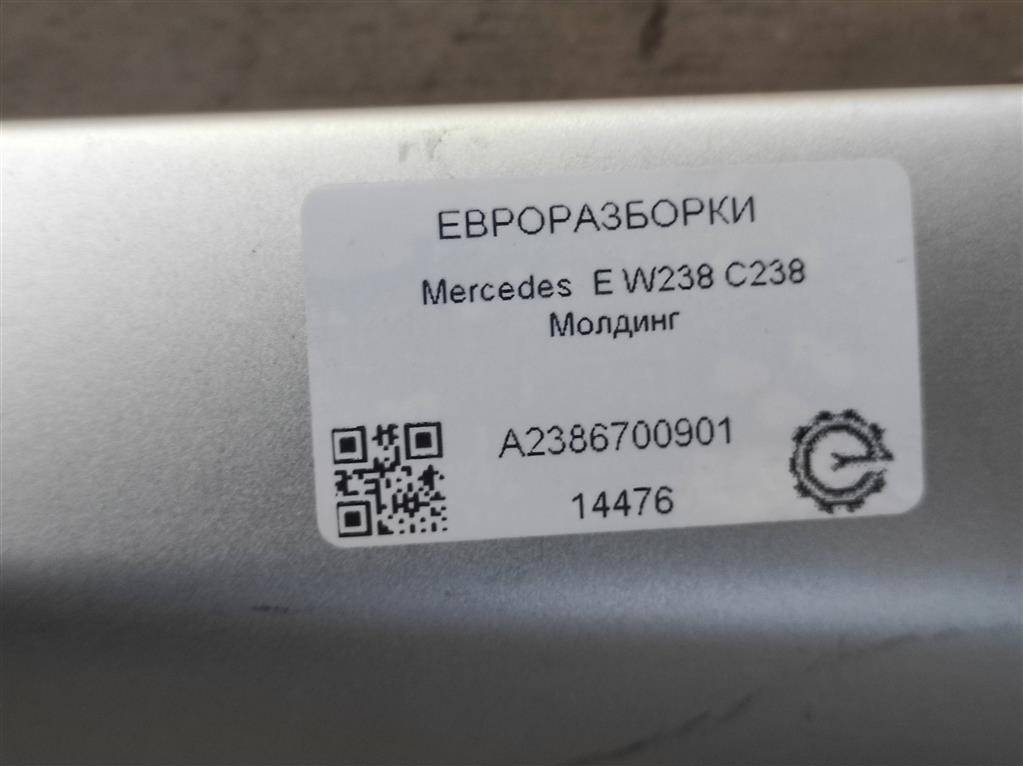 ЕВРОРАЗБОРКИ
Mercedes E W238 C238
Молдинг
A2386700901
14476